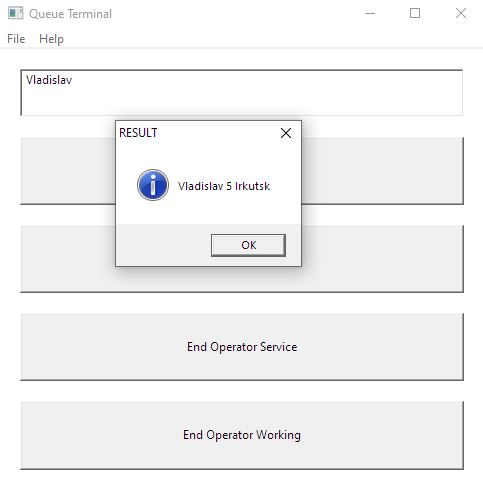 Queue Terminal
File Help
Vladislav
RESULT
Vladislav 5 Irkutsk
OK
End Operator Service
End Operator Working